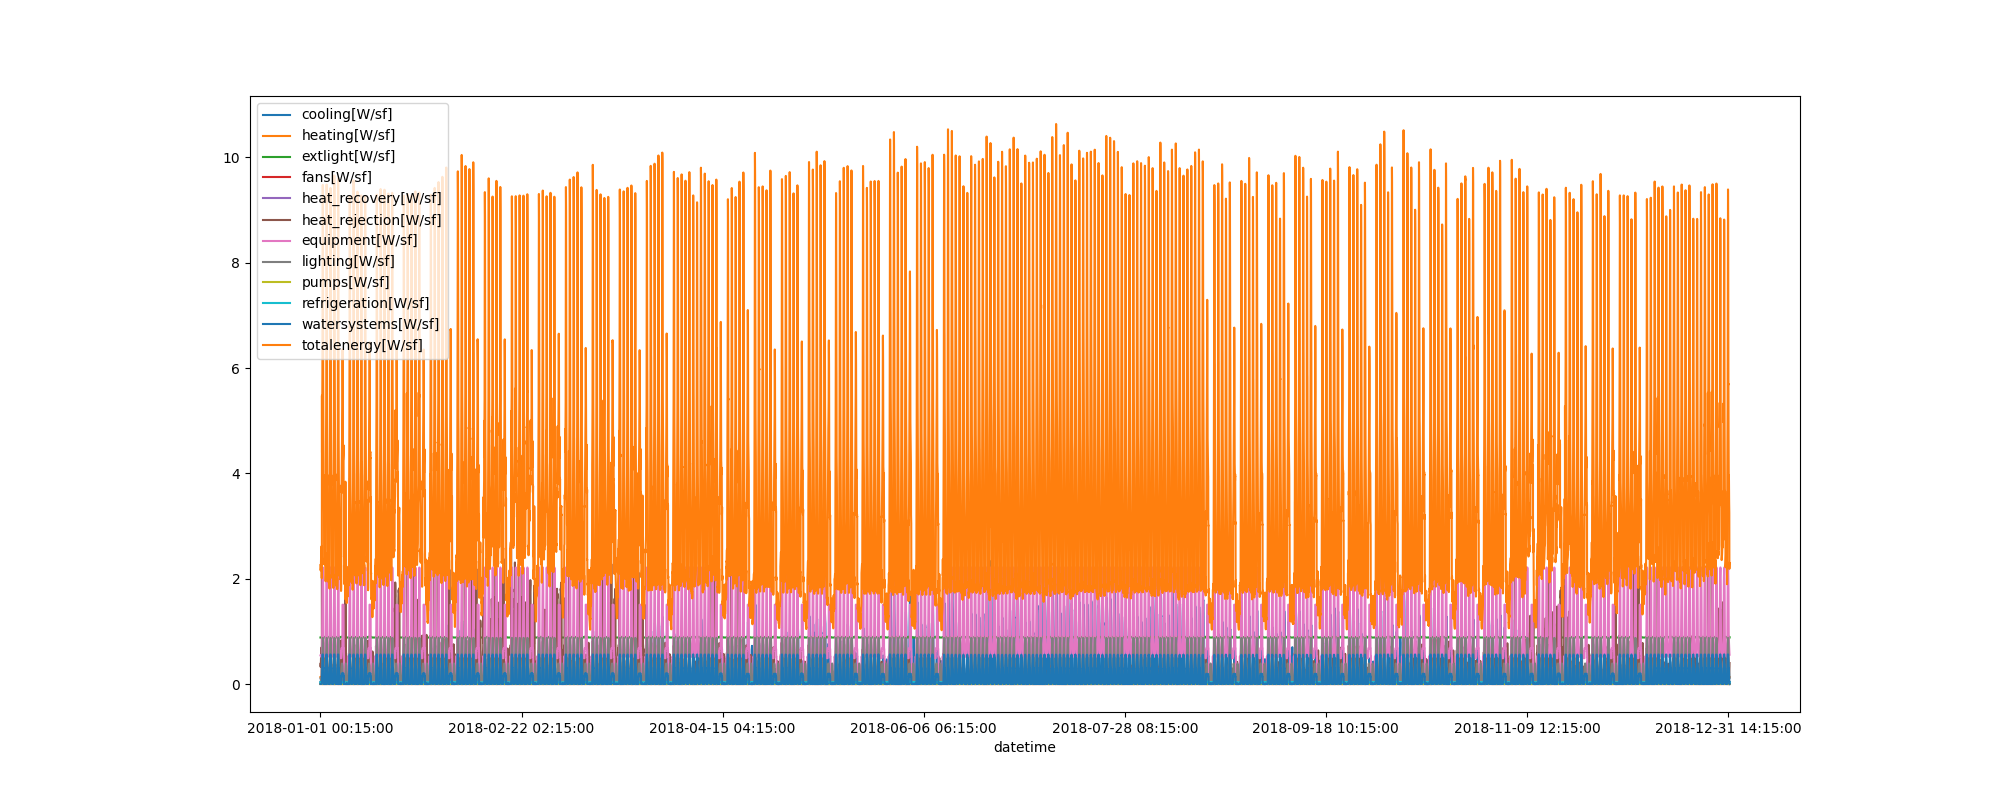 cooling[W/sf]
heating[W/sf]
extlight[W/sf]
fans[W/sf]
heat_recovery[W/sf]
heat_rejection[W/sf]
equipment[W/sf]
lighting[W/sf]
pumps[W/sf]
refrigeration[W/sf]
watersystems[W/sf]
totalenergy[W/sf]
10
8
6
4
2
0
2018-01-01 00:15:00 2018-02-22 02:15:00 2018-04-15 04:15:00 2018-06-06 06:15:00 2018-07-28 08:15:00 2018-09-18 10:15:00 2018-11-09 12:15:00 2018-12-31 14:15:00
datetime